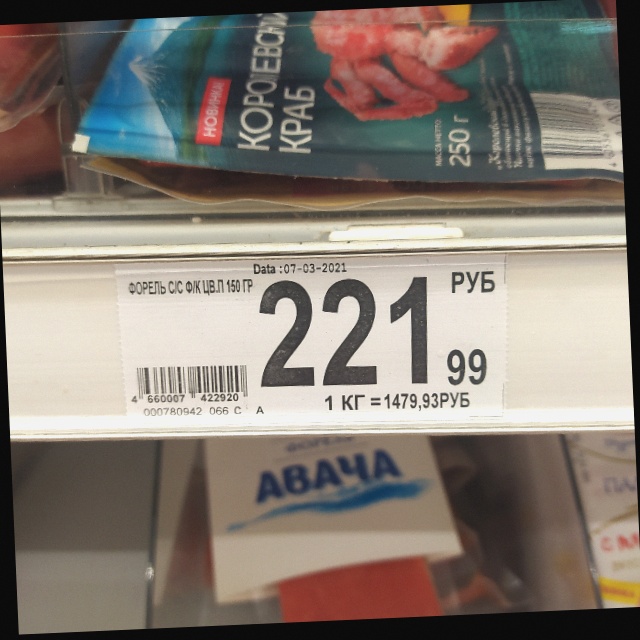 НОВИНКА
КОРОЛЕВСКИЙ
КРАБ
МАССА НЕТТО
250 г
Data :07-03-2021
ФОРЕЛЬ С/С Ф/К ЦВ.П 150 ГР
221 99 РУБ
4 660007 422920
1 КГ =1479,93РУБ
000780942 066 С А
ФОРЕЛЬ
АВАЧА